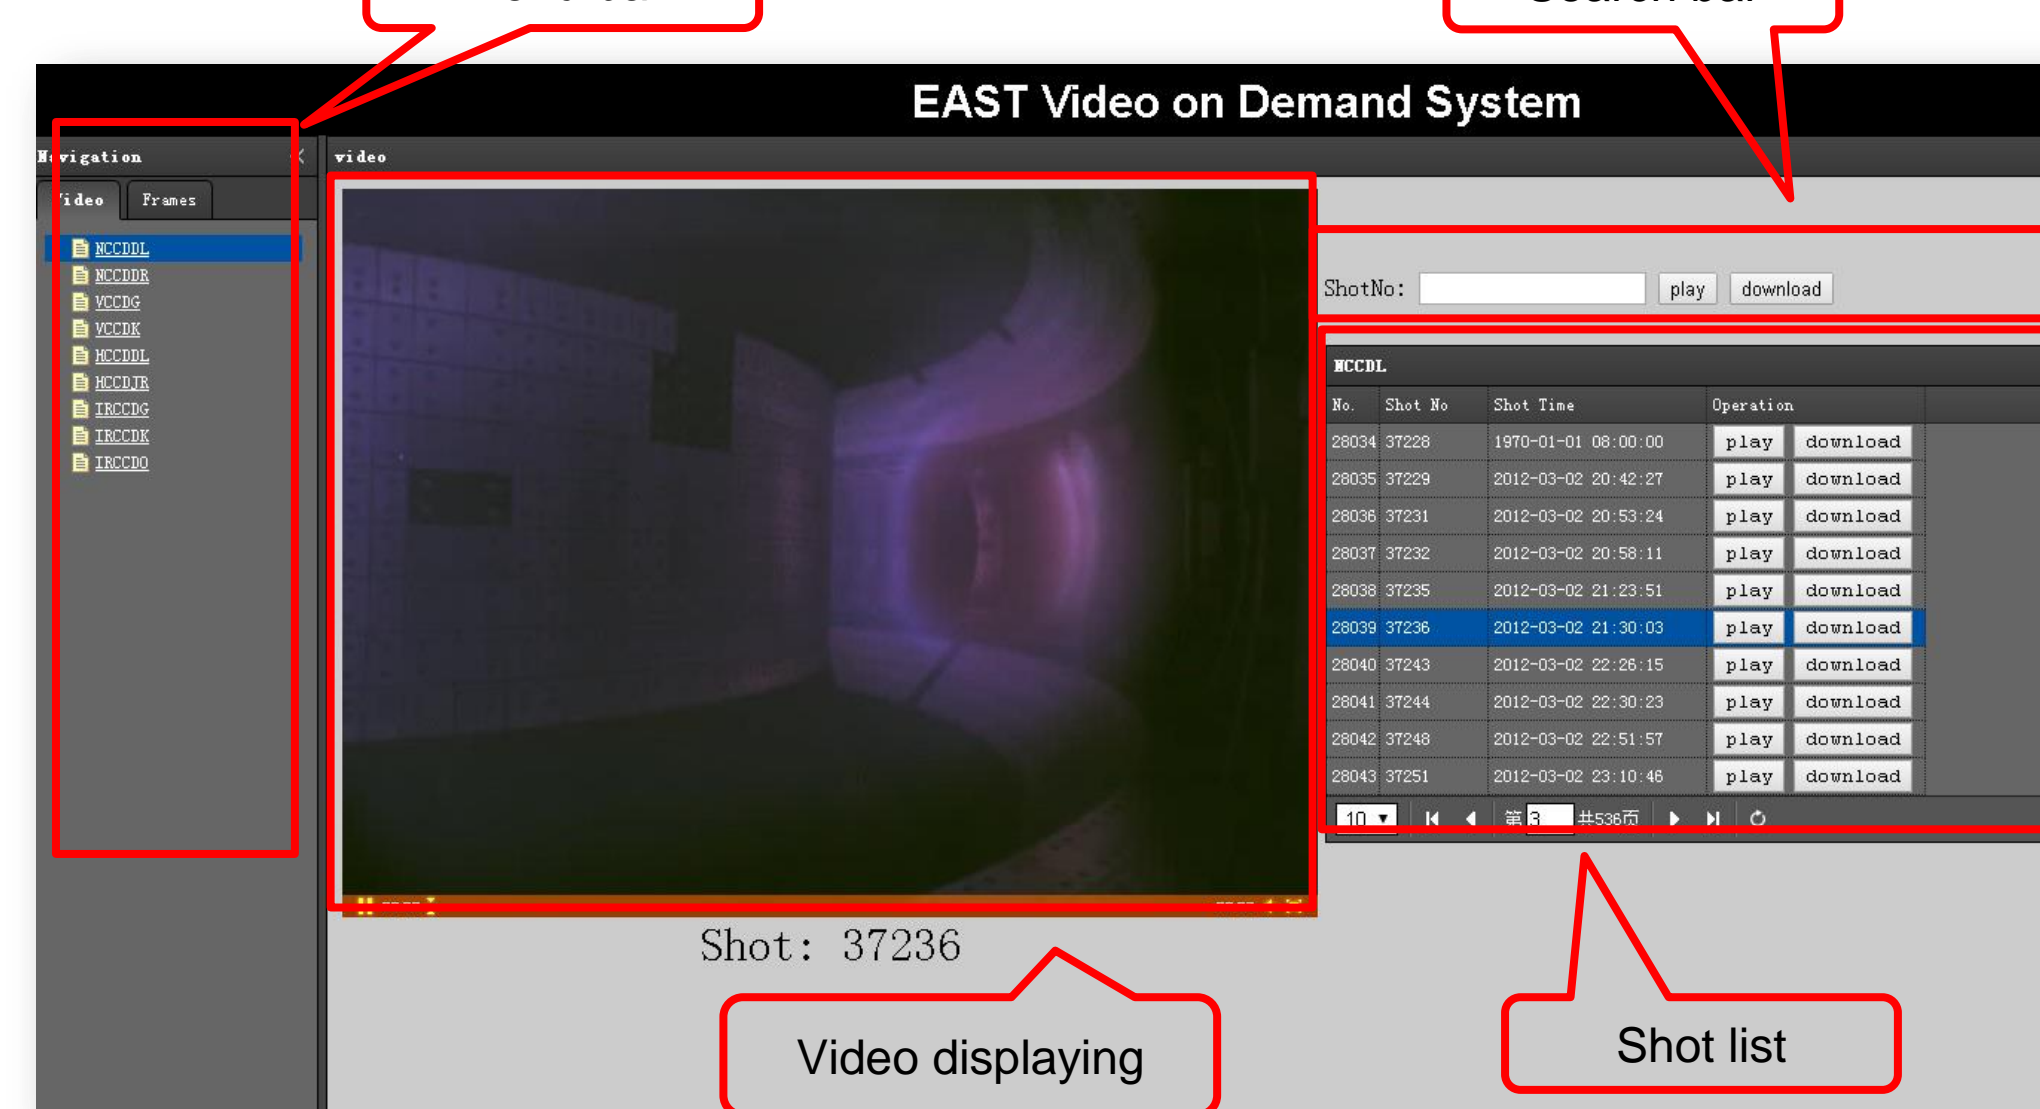 Search bar
EAST Video on Demand System
Navigation
video
Video Frames
NCCDDL
NCCDDR
VCCDG
VCCDK
HCCDDL
HCCDJR
IRCCDG
IRCCDK
IRCCDO
ShotNo: play download
NCCDL
No. Shot No Shot Time Operation
28034 37228 1970-01-01 08:00:00 play download
28035 37229 2012-03-02 20:42:27 play download
28036 37231 2012-03-02 20:53:24 play download
28037 37232 2012-03-02 20:58:11 play download
28038 37235 2012-03-02 21:23:51 play download
28039 37236 2012-03-02 21:30:03 play download
28040 37243 2012-03-02 22:26:15 play download
28041 37244 2012-03-02 22:30:23 play download
28042 37248 2012-03-02 22:51:57 play download
28043 37251 2012-03-02 23:10:46 play download
10 第 3 共536页
Shot: 37236
Video displaying
Shot list